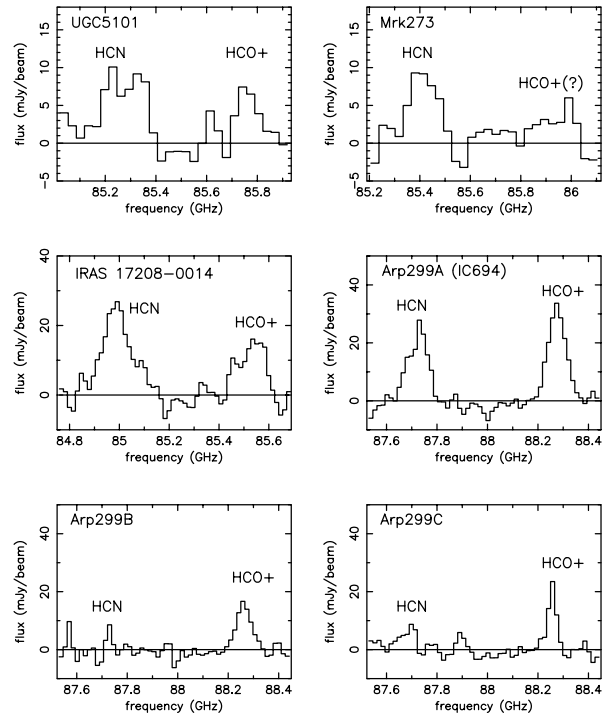 UGC5101
HCN
HCO+
15
10
5
0
−5
flux (mJy/beam)
85.2 85.4 85.6 85.8
frequency (GHz)
Mrk273
HCN
HCO+(?)
15
10
5
0
−5
flux (mJy/beam)
85.2 85.4 85.6 85.8 86
frequency (GHz)
IRAS 17208−0014
HCN
HCO+
40
20
0
flux (mJy/beam)
84.8 85 85.2 85.4 85.6
frequency (GHz)
Arp299A (IC694)
HCN
HCO+
40
20
0
flux (mJy/beam)
87.6 87.8 88 88.2 88.4
frequency (GHz)
Arp299B
HCN
HCO+
40
20
0
flux (mJy/beam)
87.6 87.8 88 88.2 88.4
frequency (GHz)
Arp299C
HCN
HCO+
40
20
0
flux (mJy/beam)
87.6 87.8 88 88.2 88.4
frequency (GHz)